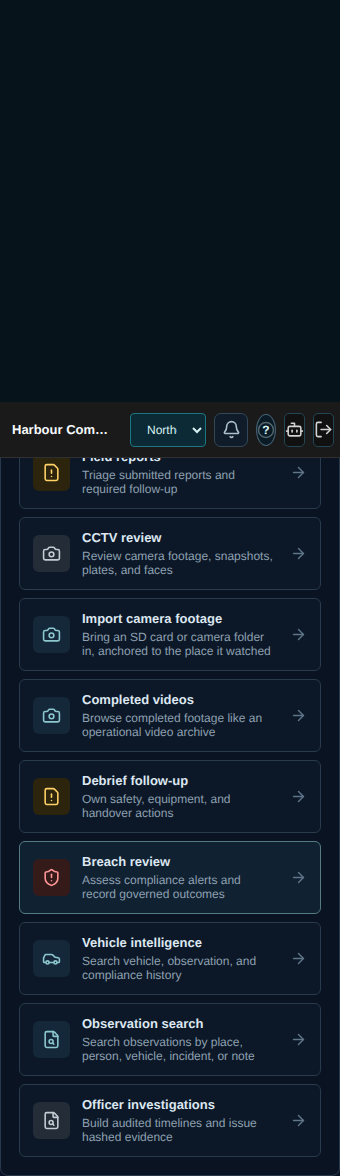 Harbour Com...
North
?
Field reports
Triage submitted reports and
required follow-up
CCTV review
Review camera footage, snapshots,
plates, and faces
Import camera footage
Bring an SD card or camera folder
in, anchored to the place it watched
Completed videos
Browse completed footage like an
operational video archive
Debrief follow-up
Own safety, equipment, and
handover actions
Breach review
Assess compliance alerts and
record governed outcomes
Vehicle intelligence
Search vehicle, observation, and
compliance history
Observation search
Search observations by place,
person, vehicle, incident, or note
Officer investigations
Build audited timelines and issue
hashed evidence